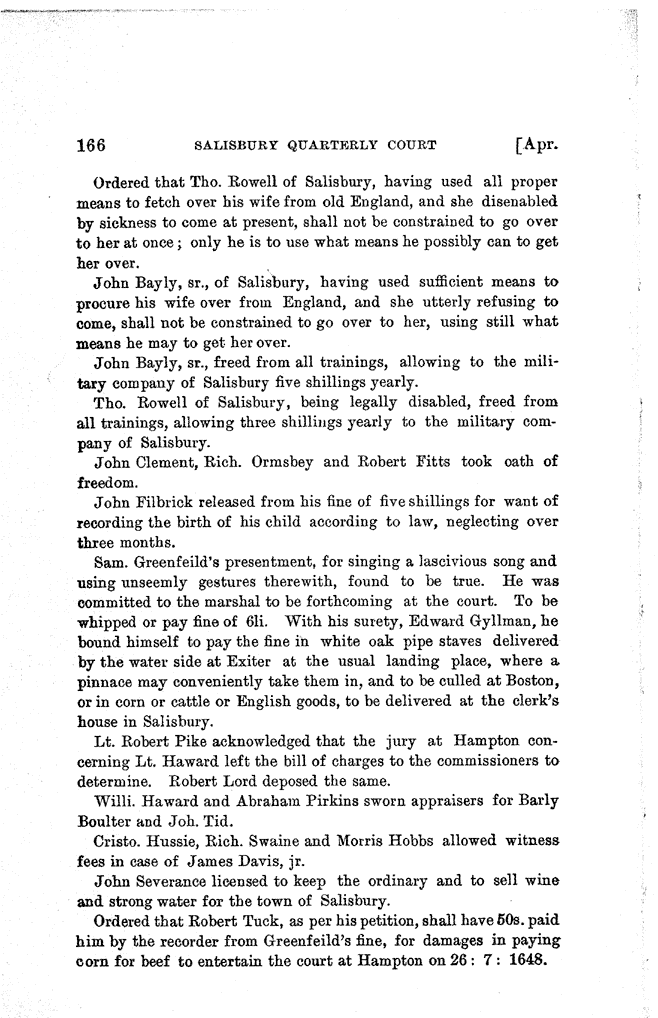 166 SALISBURY QUARTERLY COURT [Apr.
Ordered that Tho. Rowell of Salisbury, having used all proper
means to fetch over his wife from old England, and she disenabled
by sickness to come at present, shall not be constrained to go over
to her at once; only he is to use what means he possibly can to get
her over.
John Bayly, sr., of Salisbury, having used sufficient means to
procure his wife over from England, and she utterly refusing to
come, shall not be constrained to go over to her, using still what
means he may to get her over.
John Bayly, sr., freed from all trainings, allowing to the mili-
tary company of Salisbury five shillings yearly.
Tho. Rowell of Salisbury, being legally disabled, freed from
all trainings, allowing three shillings yearly to the military com-
pany of Salisbury.
John Clement, Rich. Ormsbey and Robert Fitts took oath of
freedom.
John Filbrick released from his fine of five shillings for want of
recording the birth of his child according to law, neglecting over
three months.
Sam. Greenfeild's presentment, for singing a lascivious song and
using unseemly gestures therewith, found to be true. He was
committed to the marshal to be forthcoming at the court. To be
whipped or pay fine of 6li. With his surety, Edward Gyllman, he
bound himself to pay the fine in white oak pipe staves delivered
by the water side at Exiter at the usual landing place, where a
pinnace may conveniently take them in, and to be culled at Boston,
or in corn or cattle or English goods, to be delivered at the clerk's
house in Salisbury.
Lt. Robert Pike acknowledged that the jury at Hampton con-
cerning Lt. Haward left the bill of charges to the commissioners to
determine. Robert Lord deposed the same.
Willi. Haward and Abraham Pirkins sworn appraisers for Barly
Boulter and Joh. Tid.
Cristo. Hussie, Rich. Swaine and Morris Hobbs allowed witness
fees in case of James Davis, jr.
John Severance licensed to keep the ordinary and to sell wine
and strong water for the town of Salisbury.
Ordered that Robert Tuck, as per his petition, shall have 50s. paid
him by the recorder from Greenfeild's fine, for damages in paying
corn for beef to entertain the court at Hampton on 26: 7: 1648.